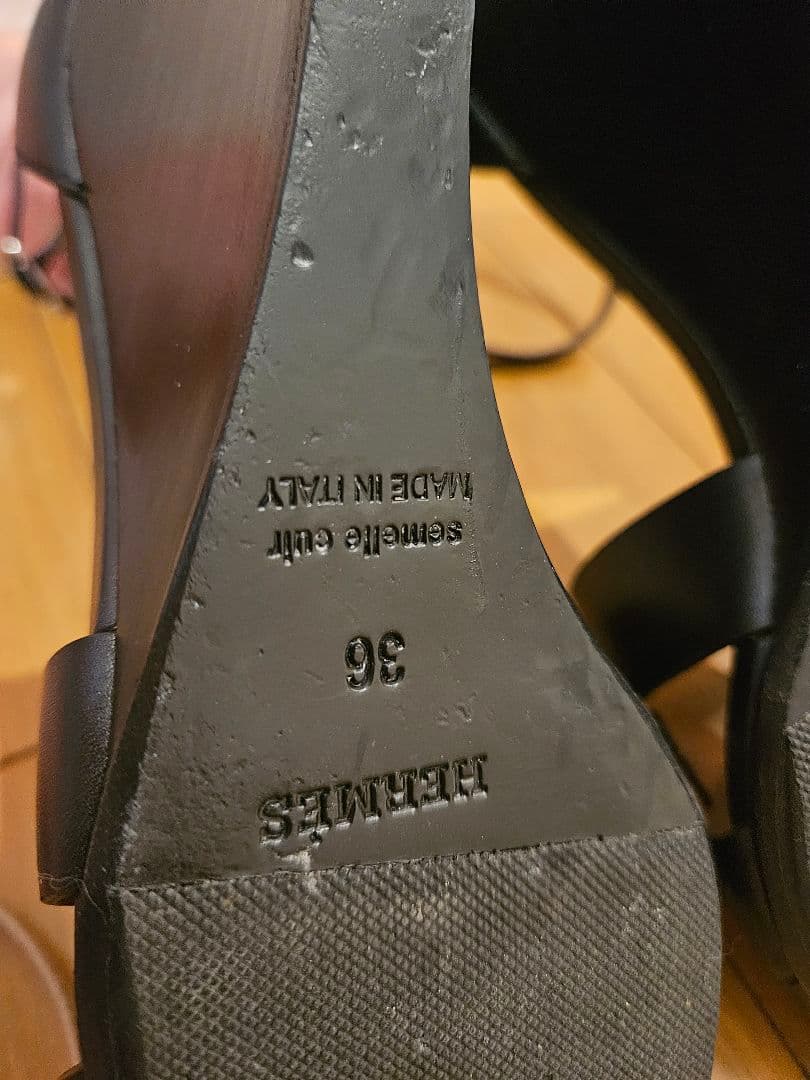 HERMÈS
36
semelle cuir
MADE IN ITALY